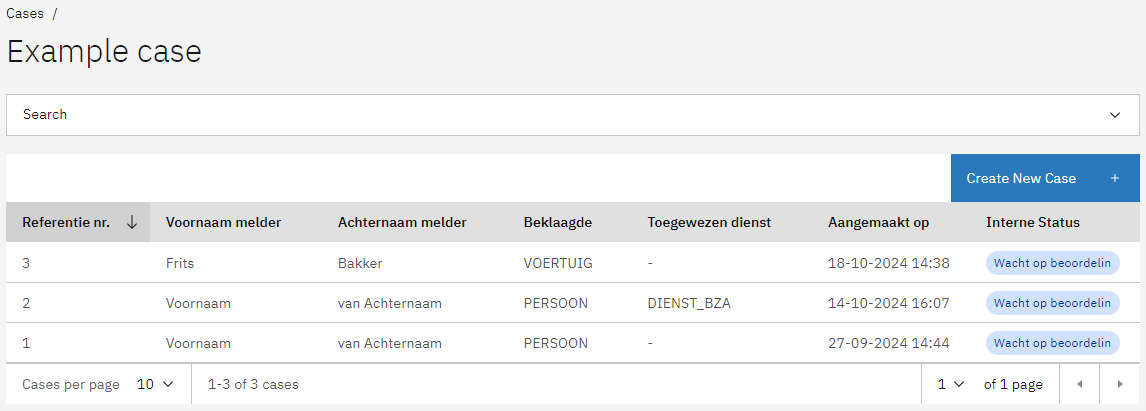 Cases /
Example case
Search
Create New Case +
Referentie nr. ↓ Voornaam melder Achternaam melder Beklaagde Toegewezen dienst Aangemaakt op Interne Status
3 Frits Bakker VOERTUIG - 18-10-2024 14:38 Wacht op beoordelin
2 Voornaam van Achternaam PERSOON DIENST_BZA 14-10-2024 16:07 Wacht op beoordelin
1 Voornaam van Achternaam PERSOON - 27-09-2024 14:44 Wacht op beoordelin
Cases per page 10 1-3 of 3 cases 1 of 1 page